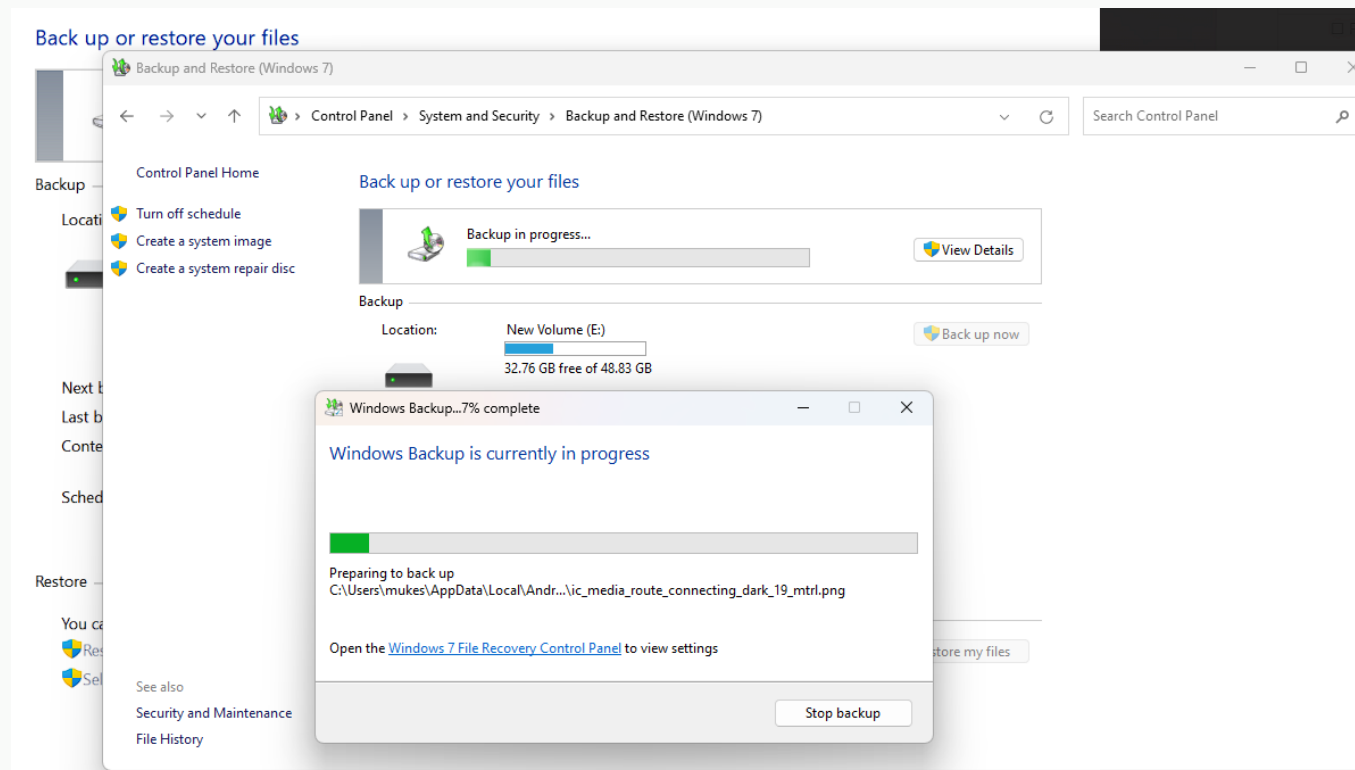 Back up or restore your files
Backup and Restore (Windows 7)
Control Panel > System and Security > Backup and Restore (Windows 7)
Search Control Panel
Control Panel Home
Turn off schedule
Create a system image
Create a system repair disc
Back up or restore your files
Backup in progress...
View Details
Backup
Location:
New Volume (E:)
32.76 GB free of 48.83 GB
Back up now
Windows Backup...7% complete
Windows Backup is currently in progress
Preparing to back up
C:\Users\mukes\AppData\Local\Andr...\ic_media_route_connecting_dark_19_mtrl.png
Open the Windows 7 File Recovery Control Panel to view settings
Stop backup
store my files
See also
Security and Maintenance
File History
Backup
Locati
Next b
Last b
Conte
Sched
Restore
You ca
Res
Sel